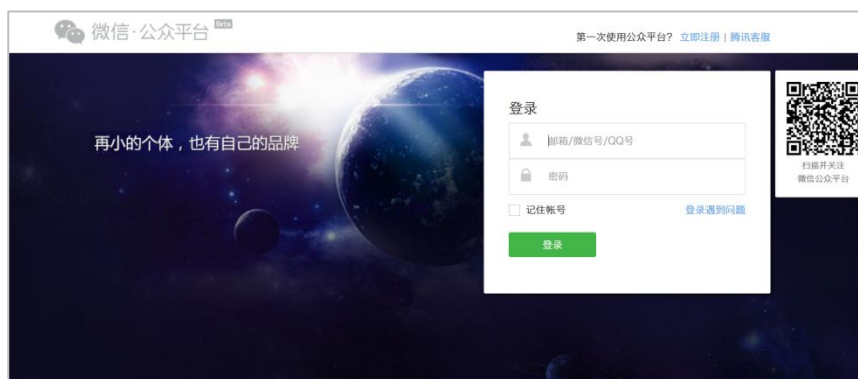 微信·公众平台 Beta
第一次使用公众平台? 立即注册 | 腾讯客服
再小的个体，也有自己的品牌
登录
邮箱/微信号/QQ号
密码
记住帐号 登录遇到问题
登录
扫描并关注
微信公众平台